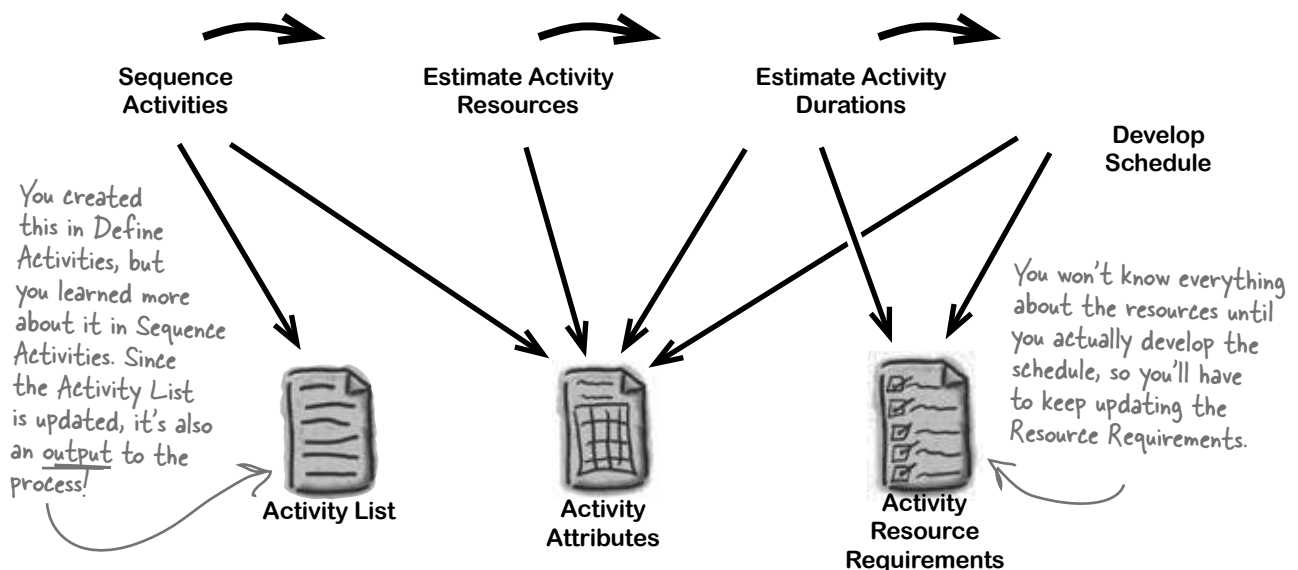 Sequence
Activities
Estimate Activity
Resources
Estimate Activity
Durations
Develop
Schedule
You created
this in Define
Activities, but
you learned more
about it in Sequence
Activities. Since
the Activity List
is updated, it's also
an output to the
process!
You won't know everything
about the resources until
you actually develop the
schedule, so you'll have
to keep updating the
Resource Requirements.
Activity List
Activity
Attributes
Activity
Resource
Requirements